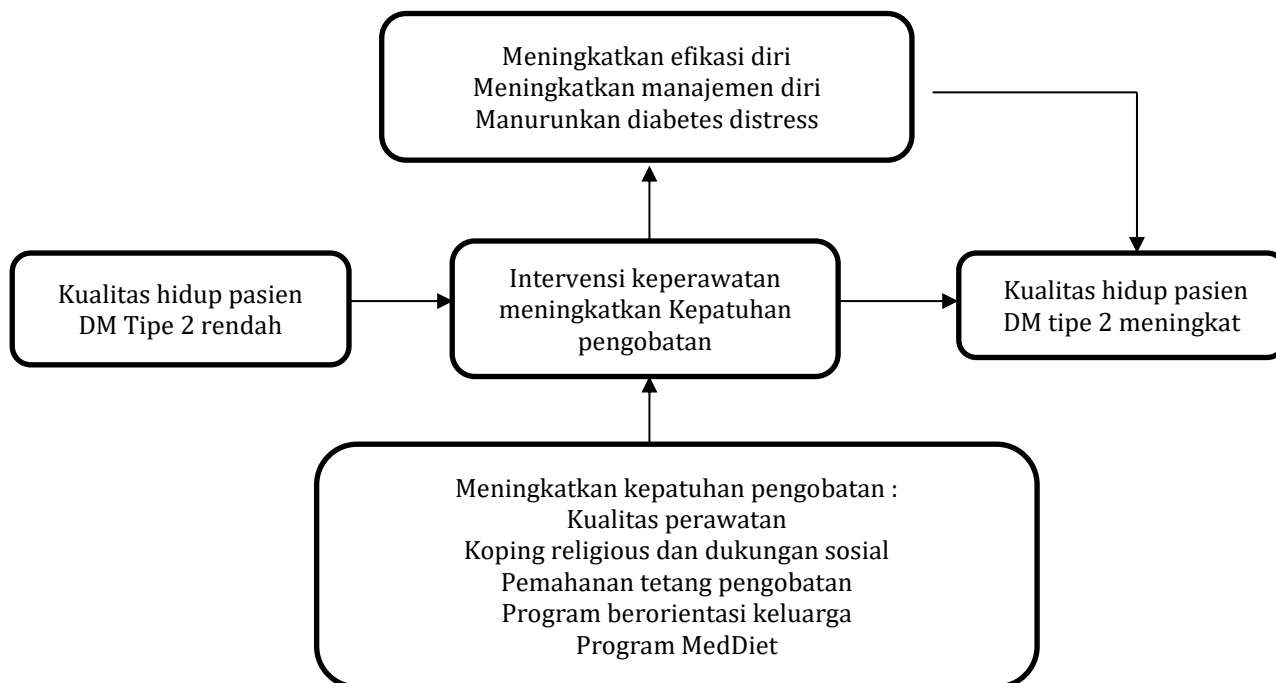 Meningkatkan efikasi diri
Meningkatkan manajemen diri
Manurunkan diabetes distress
Kualitas hidup pasien
DM Tipe 2 rendah
Intervensi keperawatan
meningkatkan Kepatuhan
pengobatan
Kualitas hidup pasien
DM tipe 2 meningkat
Meningkatkan kepatuhan pengobatan :
Kualitas perawatan
Koping religious dan dukungan sosial
Pemahanan tetang pengobatan
Program berorientasi keluarga
Program MedDiet